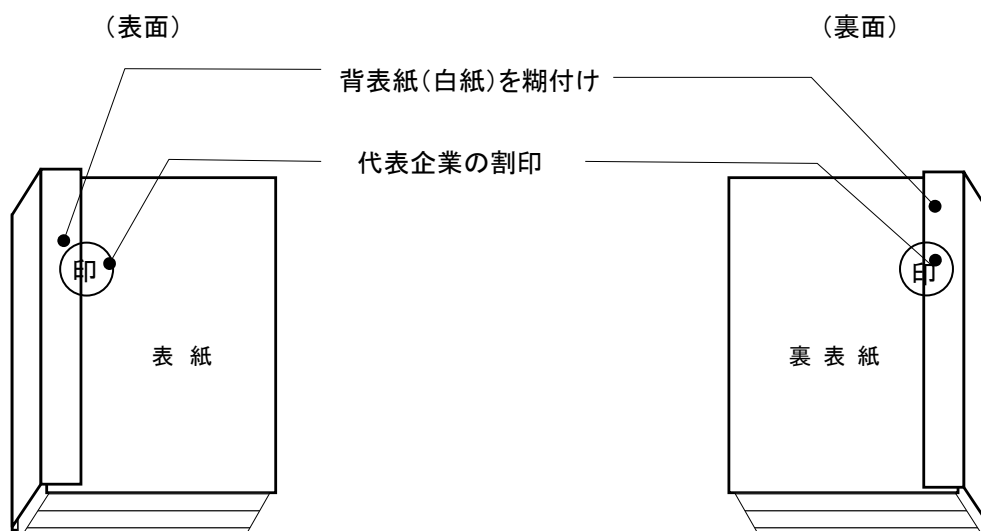 （表面）
（裏面）
背表紙（白紙）を糊付け
代表企業の割印
印
印
表 紙
裏 表 紙